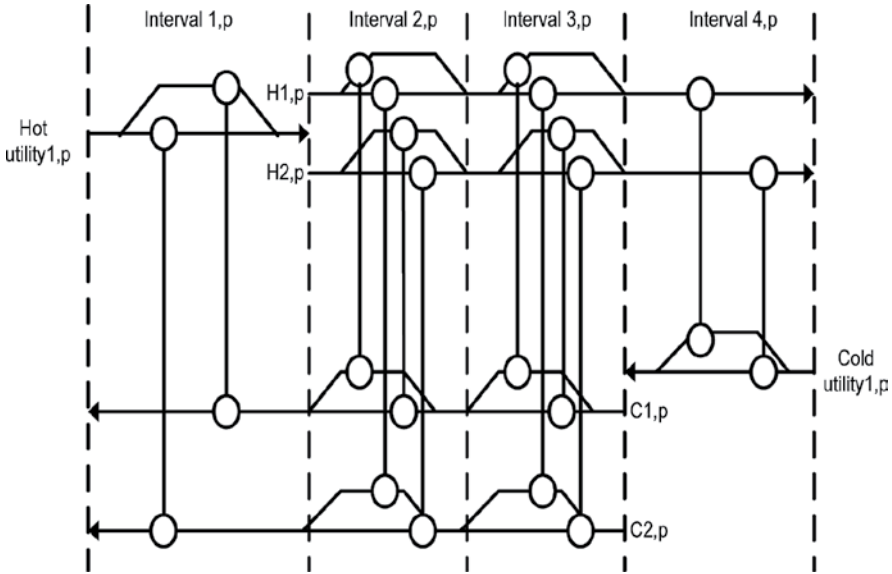 Interval 1,p
Interval 2,p
Interval 3,p
Interval 4,p
H1,p
Hot
utility1,p
H2,p
Cold
utility1,p
C1,p
C2,p